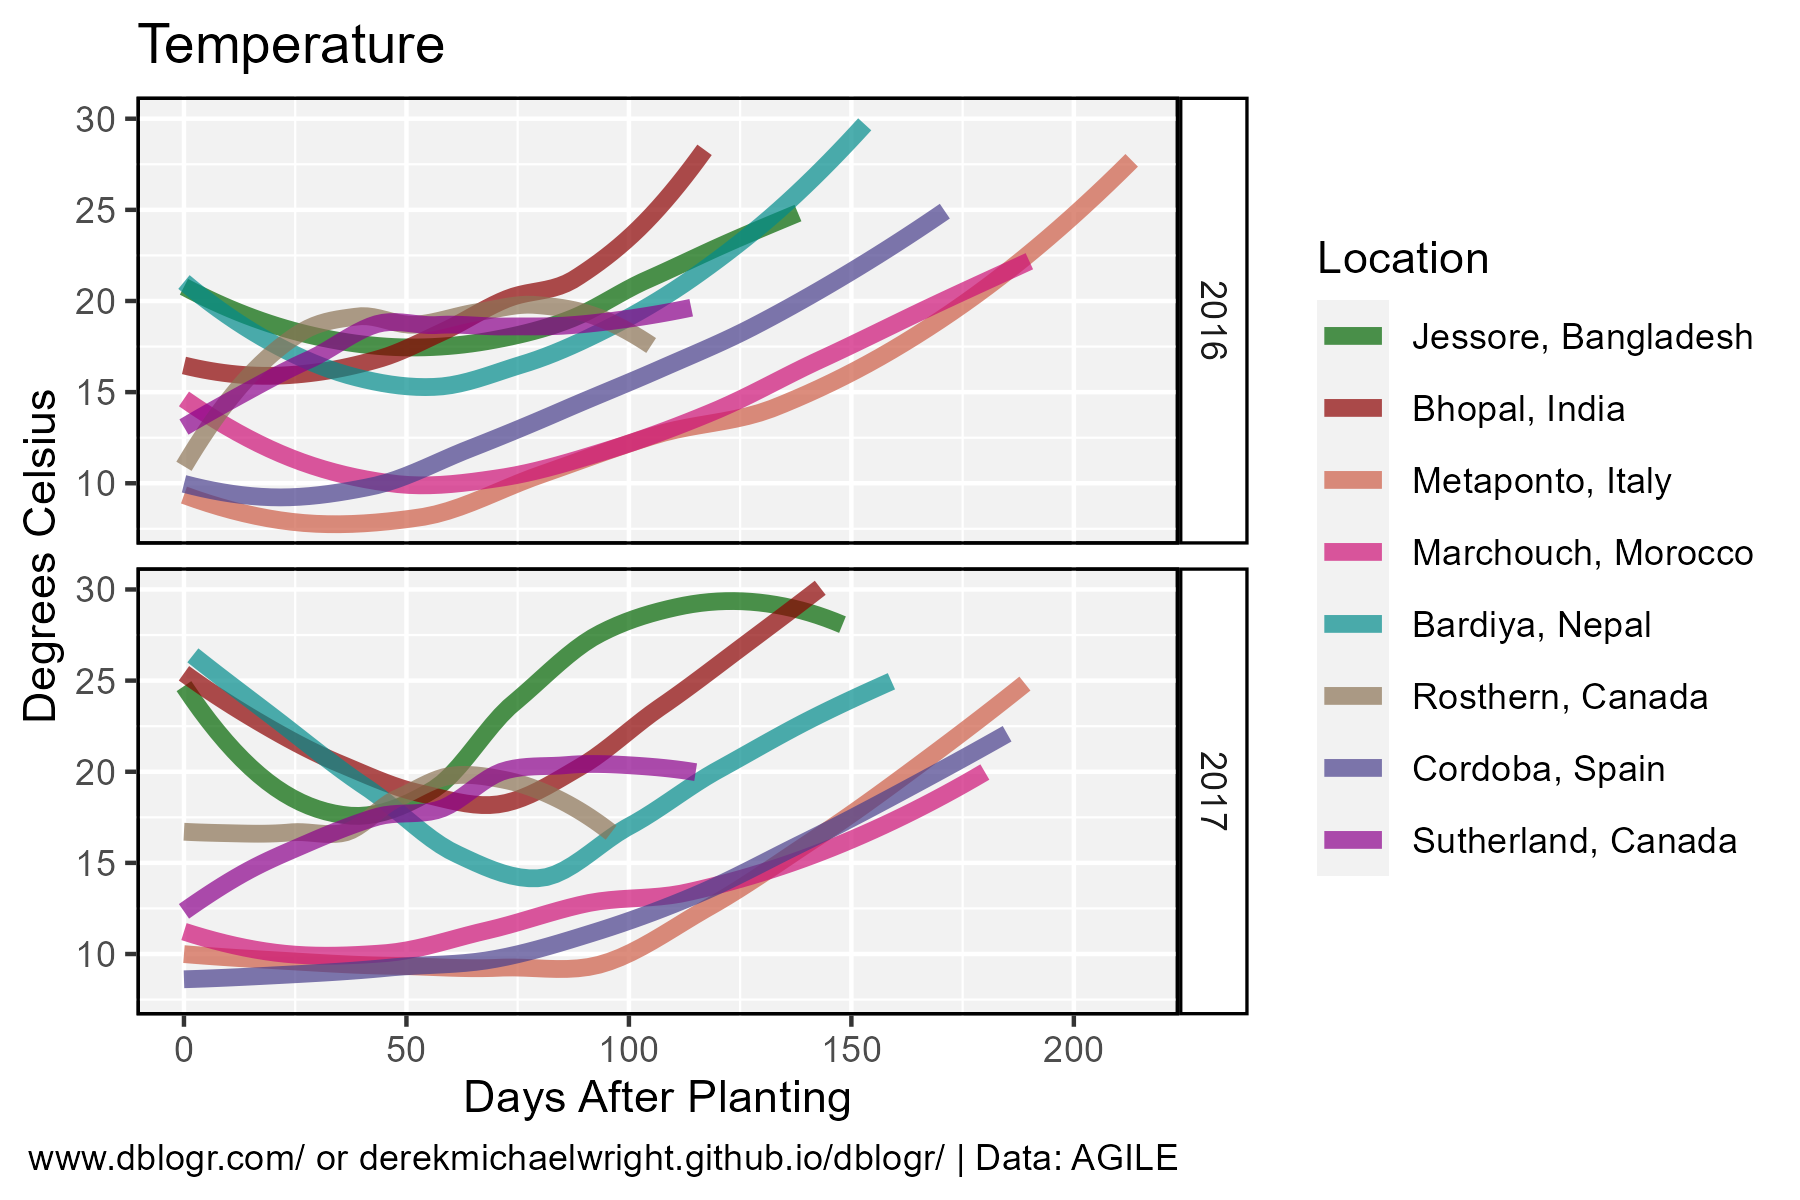 Temperature
30
25
20
15
10
2016
30
25
20
15
10
2017
Degrees Celsius
0 50 100 150 200
Days After Planting
Location
Jessore, Bangladesh
Bhopal, India
Metaponto, Italy
Marchouch, Morocco
Bardiya, Nepal
Rosthern, Canada
Cordoba, Spain
Sutherland, Canada
www.dblogr.com/ or derekmichaelwright.github.io/dblogr/ | Data: AGILE